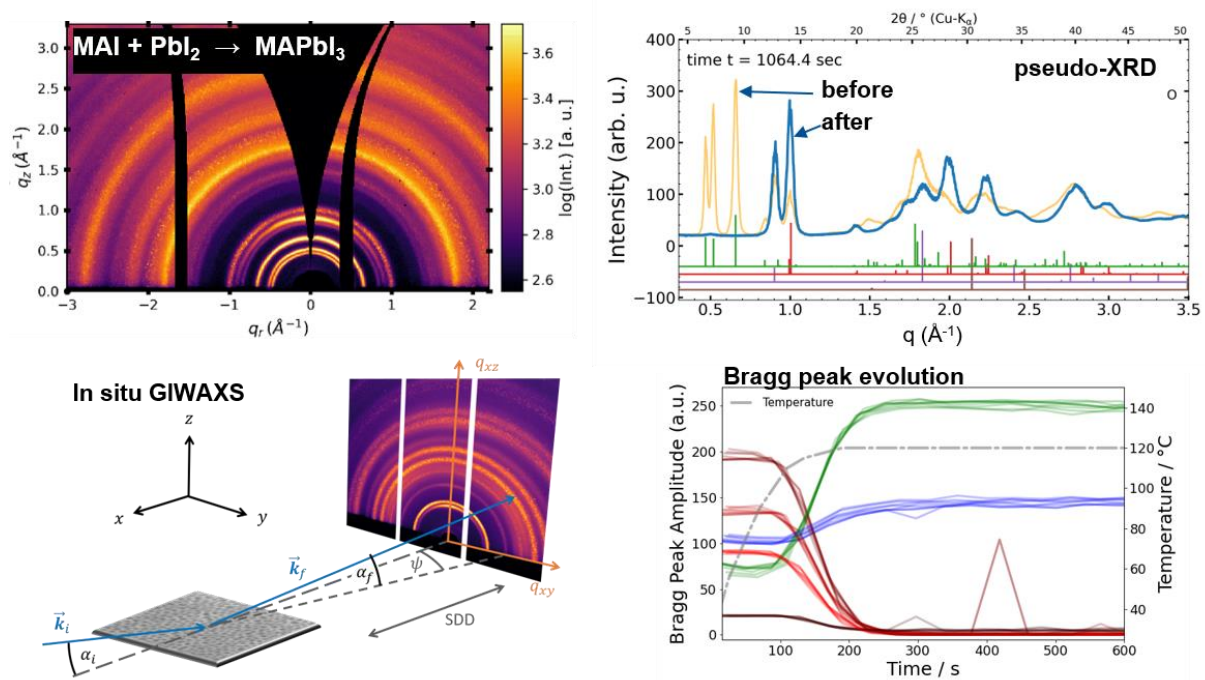 MAI + PbI₂ → MAPbI₃
3.0
2.5
2.0
1.5
1.0
0.5
0.0
q_z (Å⁻¹)
−3 −2 −1 0 1 2
q_r (Å⁻¹)
3.6
3.4
3.2
3.0
2.8
2.6
log(Int.) [a. u.]
2θ / ° (Cu-Kα)
5 10 15 20 25 30 35 40 45 50
time t = 1064.4 sec
pseudo-XRD
before
after
400
300
200
100
0
−100
Intensity (arb. u.)
0.5 1.0 1.5 2.0 2.5 3.0 3.5
q (Å⁻¹)
In situ GIWAXS
z
x
y
q_xz
q_xy
k⃗_f
α_f
ψ
k⃗_i
α_i
SDD
Bragg peak evolution
Temperature
250
200
150
100
50
0
Bragg Peak Amplitude (a.u.)
140
120
100
80
60
40
Temperature / °C
100 200 300 400 500 600
Time / s